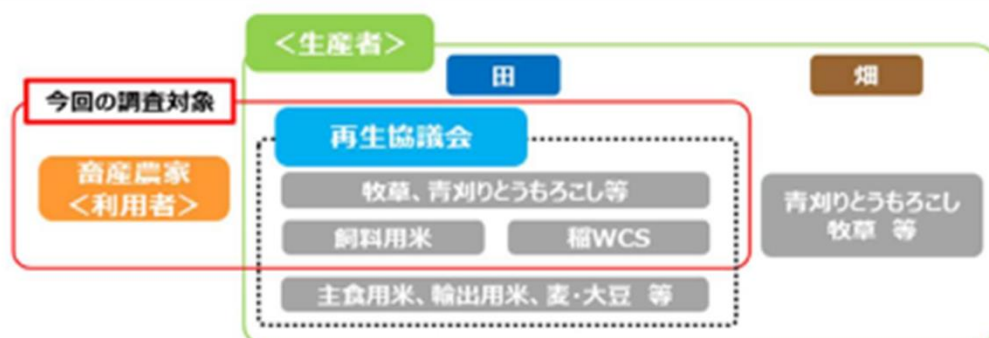 ＜生産者＞
田
畑
今回の調査対象
再生協議会
畜産農家
＜利用者＞
牧草、青刈りとうもろこし等
飼料用米
稲WCS
青刈りとうもろこし
牧草 等
主食用米、輸出用米、麦・大豆 等